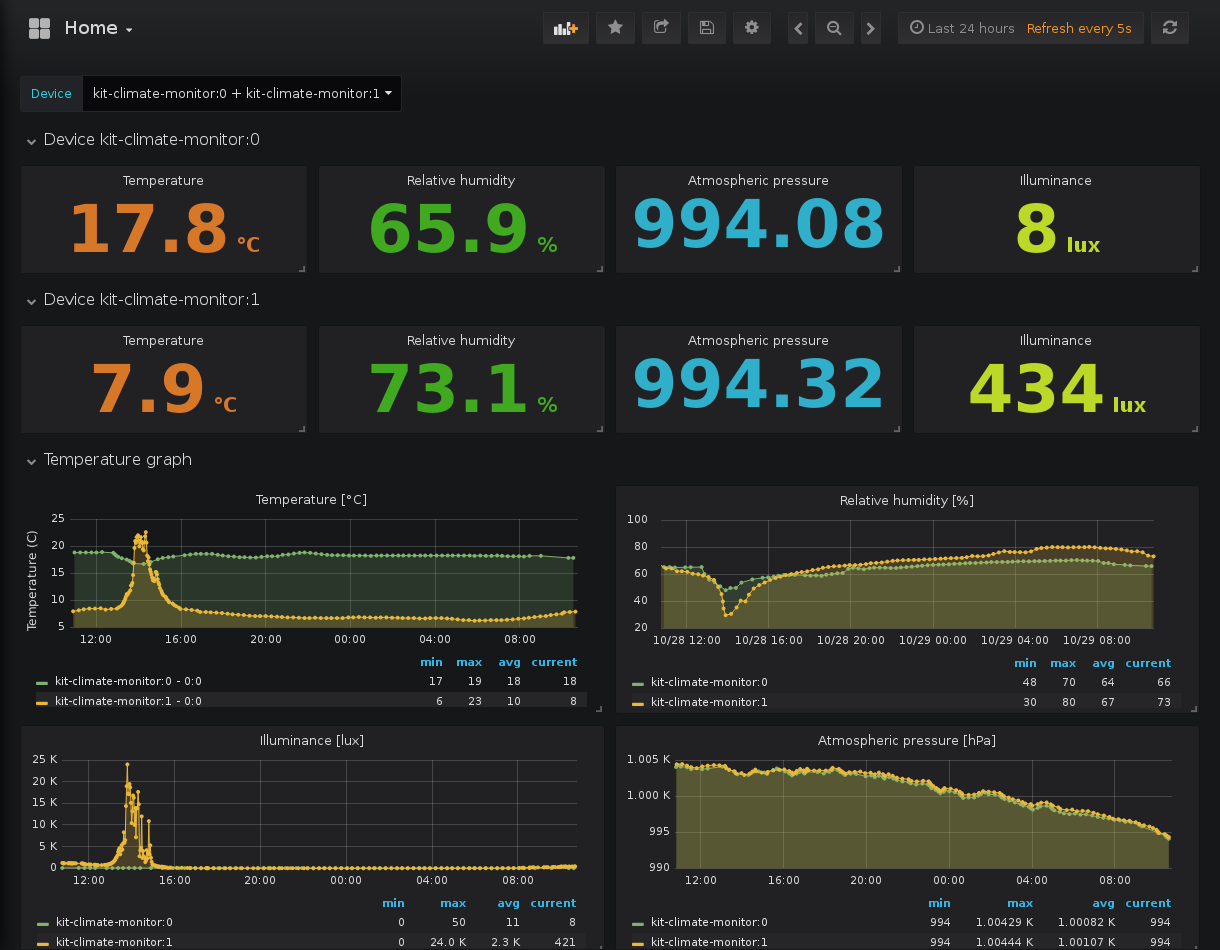 Home
Last 24 hours Refresh every 5s
Device kit-climate-monitor:0 + kit-climate-monitor:1
Device kit-climate-monitor:0
Temperature Relative humidity Atmospheric pressure Illuminance
17.8 °C 65.9 % 994.08 8 lux
Device kit-climate-monitor:1
Temperature Relative humidity Atmospheric pressure Illuminance
7.9 °C 73.1 % 994.32 434 lux
Temperature graph
Temperature [°C]
Temperature (C)
25
20
15
10
5
12:00 16:00 20:00 00:00 04:00 08:00
min max avg current
kit-climate-monitor:0 - 0:0 17 19 18 18
kit-climate-monitor:1 - 0:0 6 23 10 8
Relative humidity [%]
100
80
60
40
20
10/28 12:00 10/28 16:00 10/28 20:00 10/29 00:00 10/29 04:00 10/29 08:00
min max avg current
kit-climate-monitor:0 48 70 64 66
kit-climate-monitor:1 30 80 67 73
Illuminance [lux]
25 K
20 K
15 K
10 K
5 K
0
12:00 16:00 20:00 00:00 04:00 08:00
min max avg current
kit-climate-monitor:0 0 50 11 8
kit-climate-monitor:1 0 24.0 K 2.3 K 421
Atmospheric pressure [hPa]
1.005 K
1.000 K
995
990
12:00 16:00 20:00 00:00 04:00 08:00
min max avg current
kit-climate-monitor:0 994 1.00429 K 1.00082 K 994
kit-climate-monitor:1 994 1.00444 K 1.00107 K 994